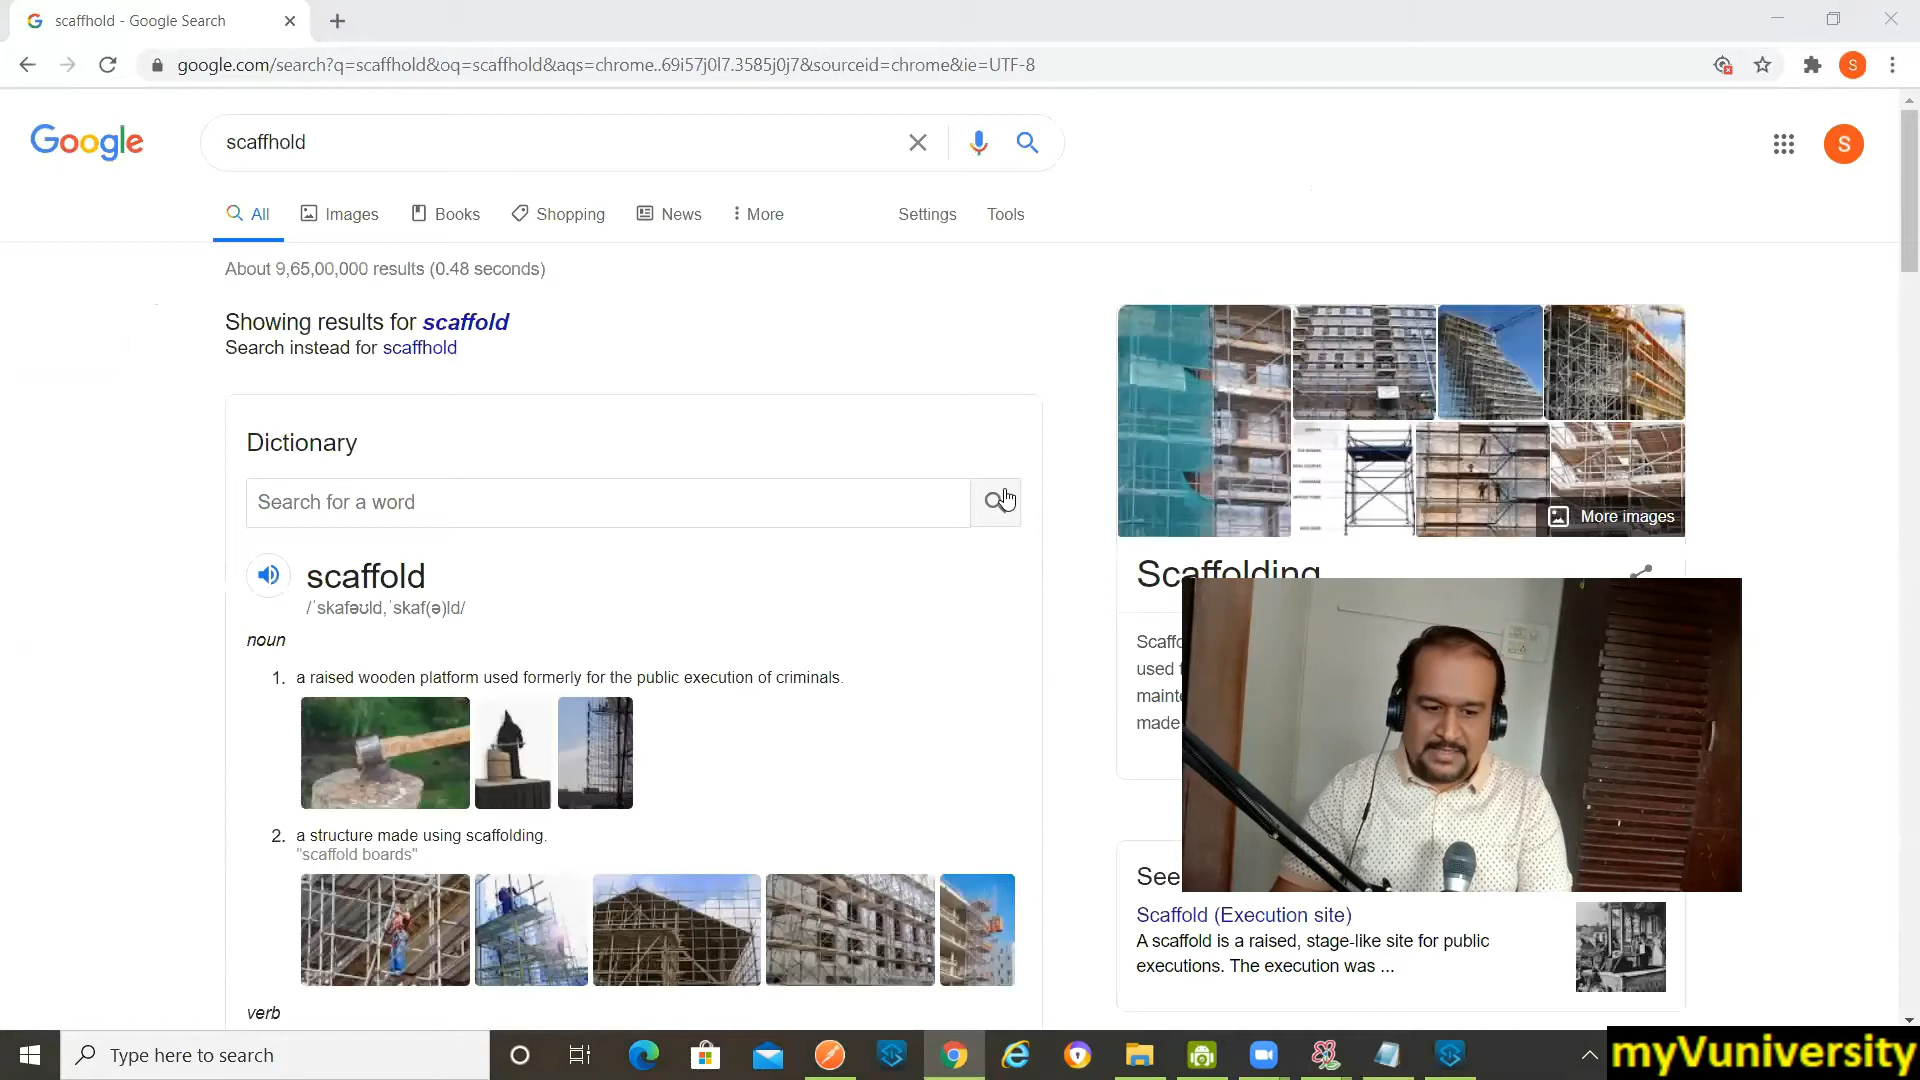 scaffhold - Google Search
google.com/search?q=scaffhold&oq=scaffhold&aqs=chrome..69i57j0l7.3585j0j7&sourceid=chrome&ie=UTF-8
S
Google
scaffhold
S
All
Images
Books
Shopping
News
More
Settings
Tools
About 9,65,00,000 results (0.48 seconds)
Showing results for scaffold
Search instead for scaffhold
Dictionary
Search for a word
scaffold
/ˈskafəʊld,ˈskaf(ə)ld/
noun
1. a raised wooden platform used formerly for the public execution of criminals.
2. a structure made using scaffolding.
"scaffold boards"
verb
More images
Scaffolding
Scaffo
used
mainte
made
See
Scaffold (Execution site)
A scaffold is a raised, stage-like site for public
executions. The execution was ...
Type here to search
myVuniversity